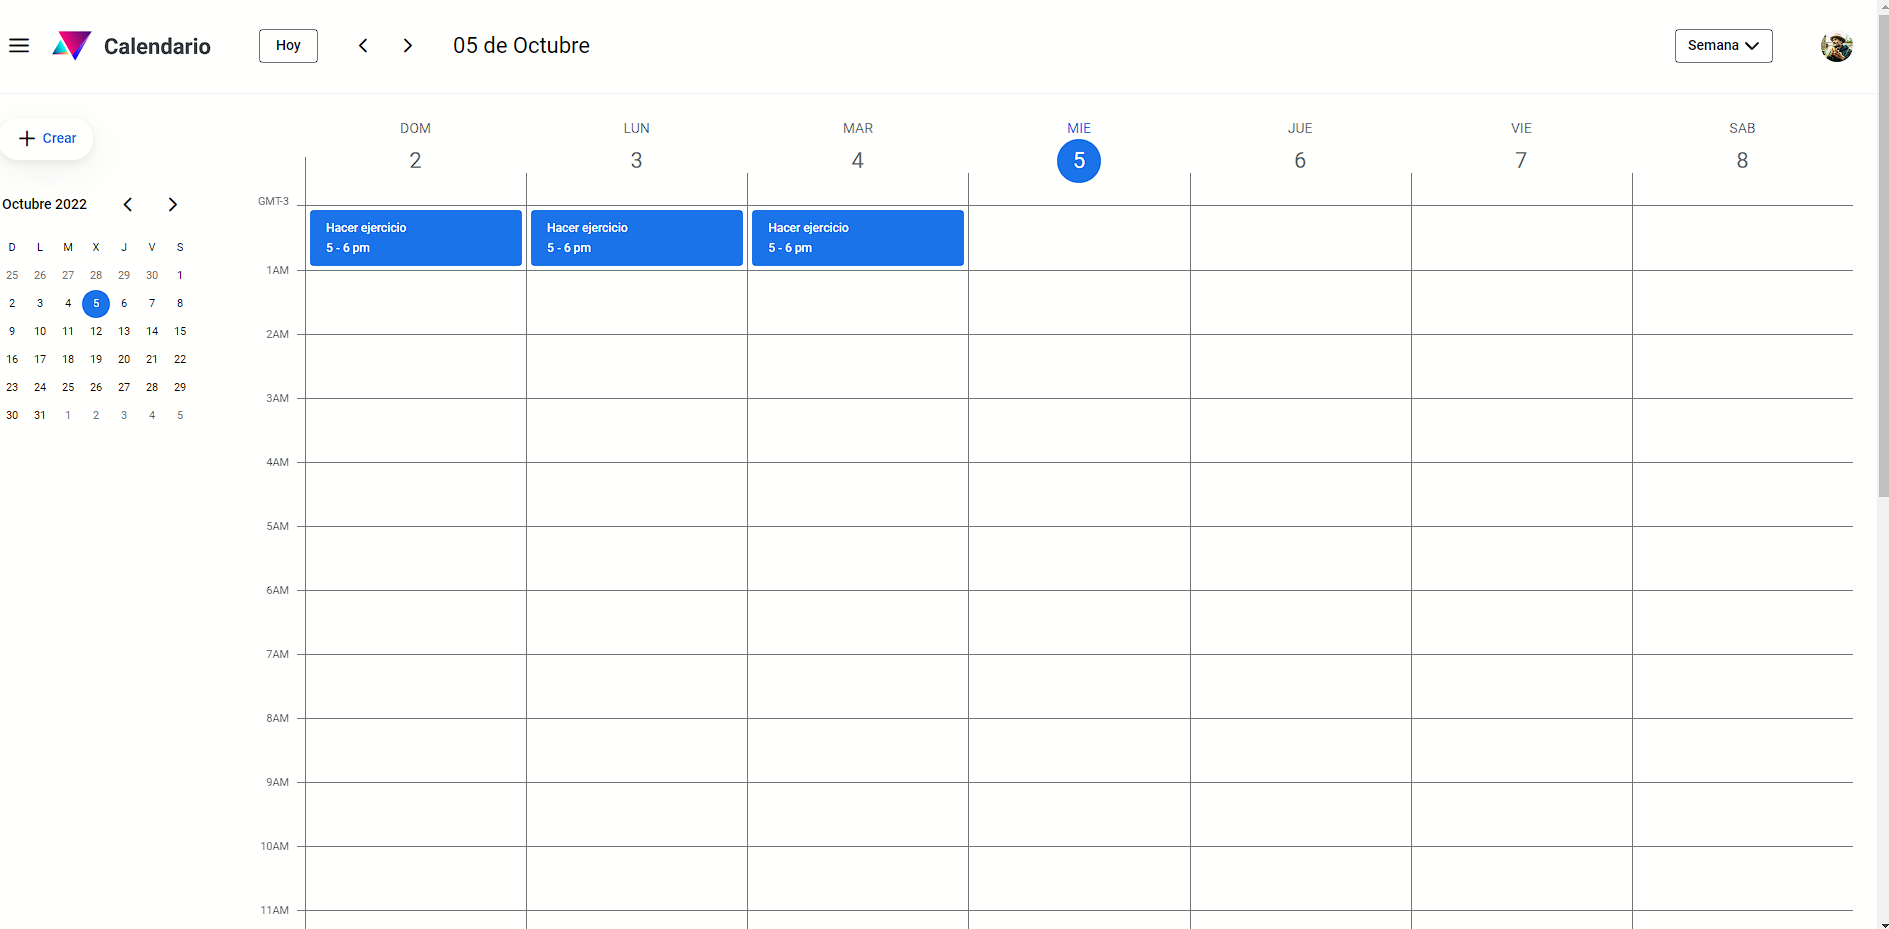 Calendario
Hoy
05 de Octubre
Semana
Crear
Octubre 2022
D L M X J V S
25 26 27 28 29 30 1
2 3 4 5 6 7 8
9 10 11 12 13 14 15
16 17 18 19 20 21 22
23 24 25 26 27 28 29
30 31 1 2 3 4 5
DOM LUN MAR MIE JUE VIE SAB
2 3 4 5 6 7 8
GMT-3
Hacer ejercicio
5 - 6 pm
Hacer ejercicio
5 - 6 pm
Hacer ejercicio
5 - 6 pm
1AM
2AM
3AM
4AM
5AM
6AM
7AM
8AM
9AM
10AM
11AM